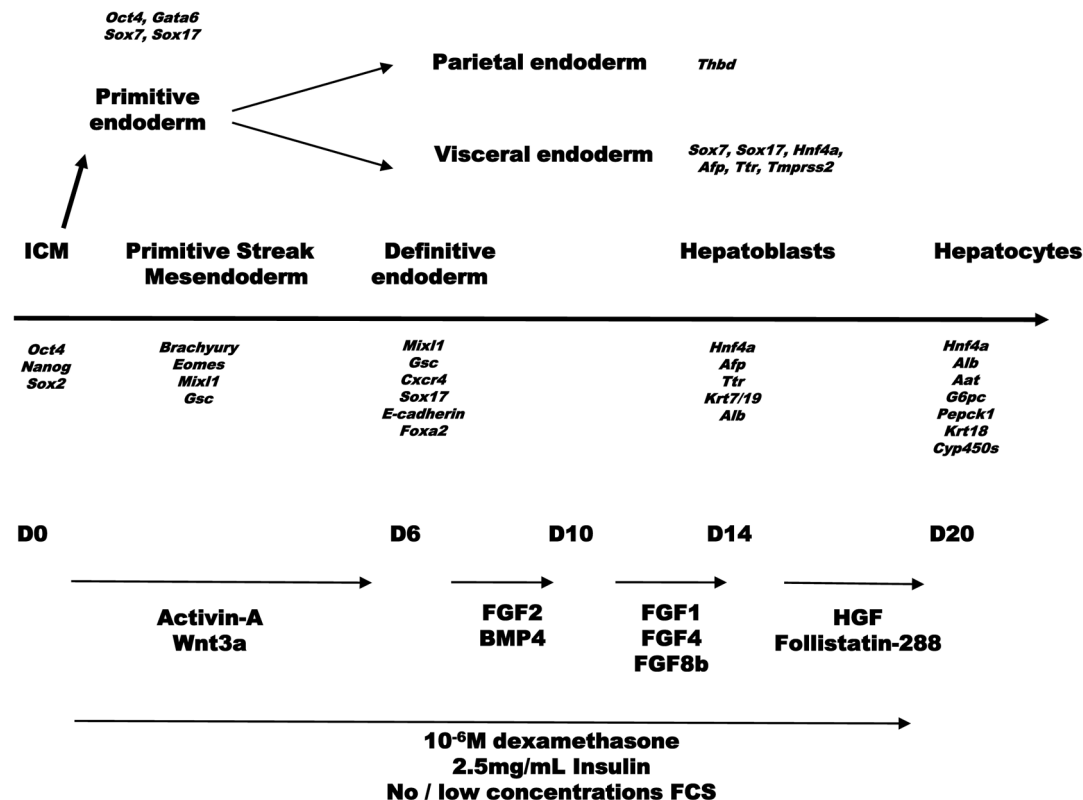 Oct4, Gata6
Sox7, Sox17
Primitive
endoderm
Parietal endoderm
Thbd
Visceral endoderm
Sox7, Sox17, Hnf4a,
Afp, Ttr, Tmprss2
ICM
Primitive Streak
Mesendoderm
Definitive
endoderm
Hepatoblasts
Hepatocytes
Oct4
Nanog
Sox2
Brachyury
Eomes
Mixl1
Gsc
Mixl1
Gsc
Cxcr4
Sox17
E-cadherin
Foxa2
Hnf4a
Afp
Ttr
Krt7/19
Alb
Hnf4a
Alb
Aat
G6pc
Pepck1
Krt18
Cyp450s
D0
D6
D10
D14
D20
Activin-A
Wnt3a
FGF2
BMP4
FGF1
FGF4
FGF8b
HGF
Follistatin-288
10⁻⁶M dexamethasone
2.5mg/mL Insulin
No / low concentrations FCS